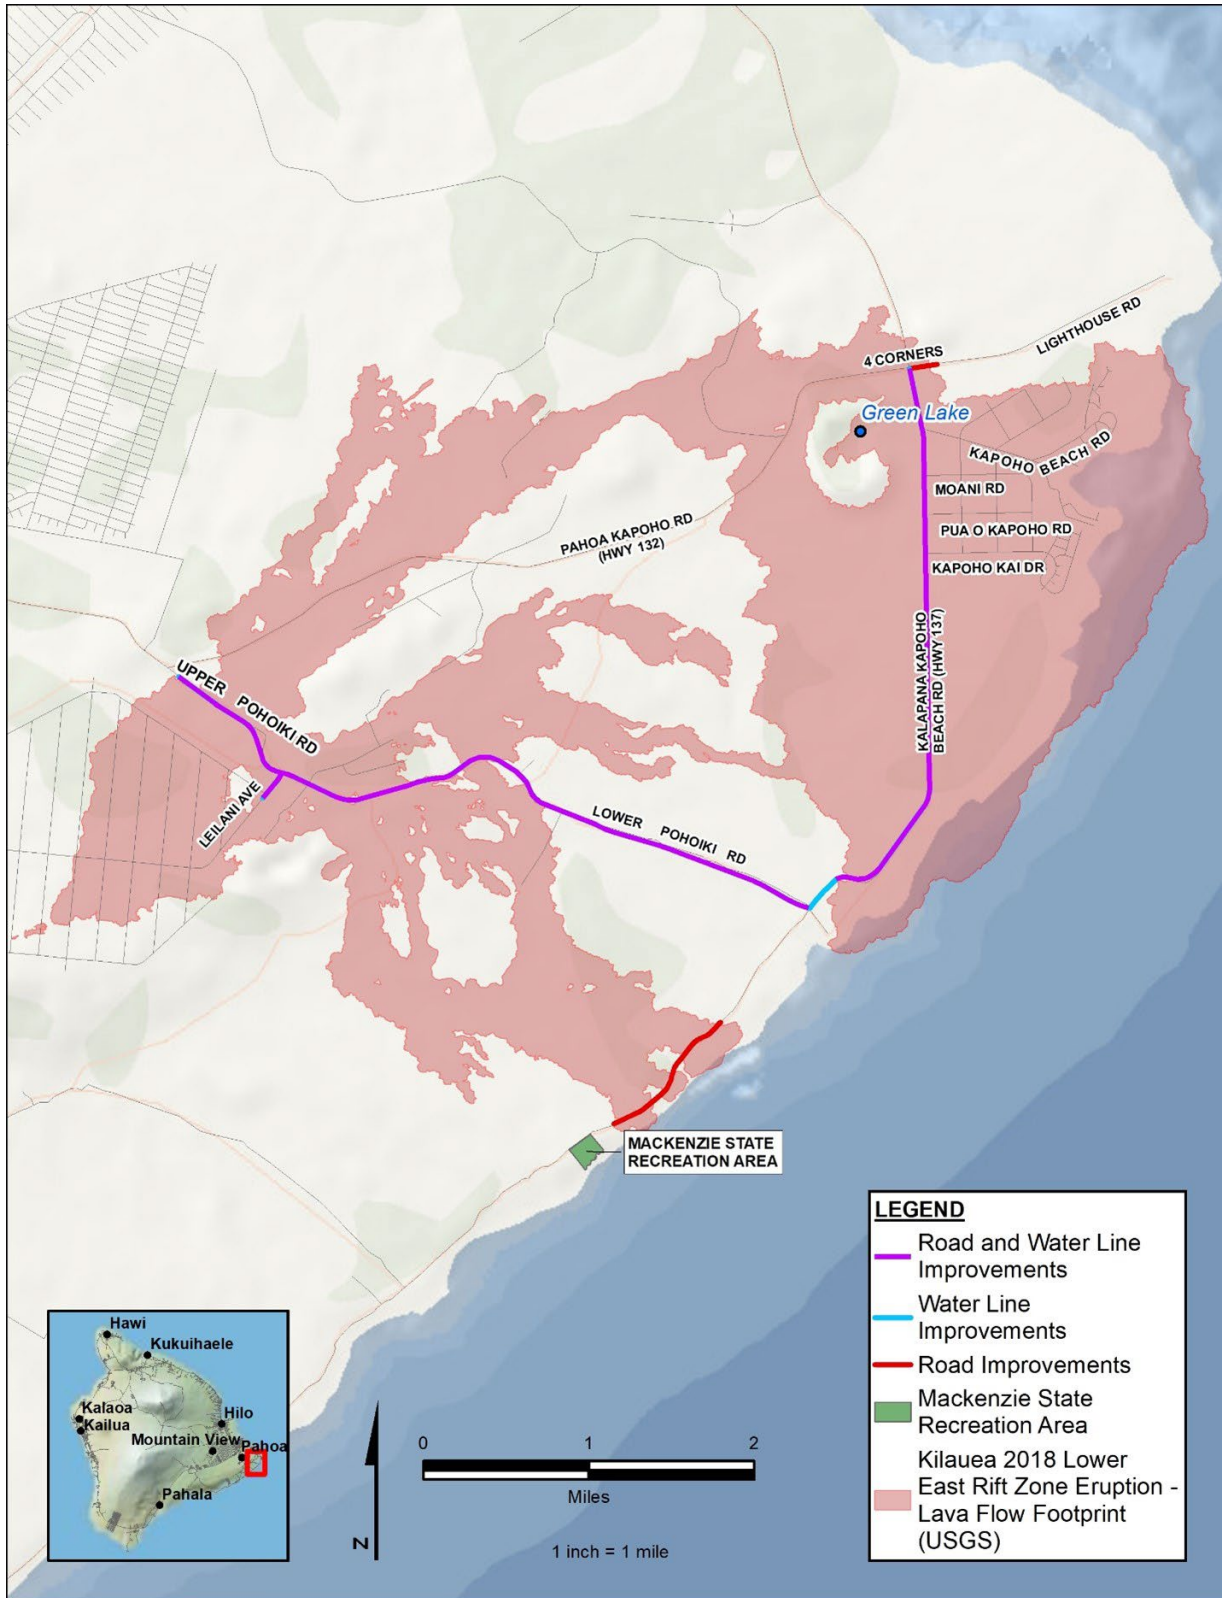 4 CORNERS
LIGHTHOUSE RD
Green Lake
KAPOHO BEACH RD
MOANI RD
PUA O KAPOHO RD
KAPOHO KAI DR
PAHOA KAPOHO RD
(HWY 132)
KALAPANA KAPOHO
BEACH RD (HWY 137)
UPPER POHOIKI RD
LEILANI AVE
LOWER POHOIKI RD
MACKENZIE STATE
RECREATION AREA
LEGEND
Road and Water Line
Improvements
Water Line
Improvements
Road Improvements
Mackenzie State
Recreation Area
Kilauea 2018 Lower
East Rift Zone Eruption -
Lava Flow Footprint
(USGS)
Hawi
Kukuihaele
Kalaoa
Kailua
Hilo
Mountain View
Pahoa
Pahala
N
0 1 2
Miles
1 inch = 1 mile